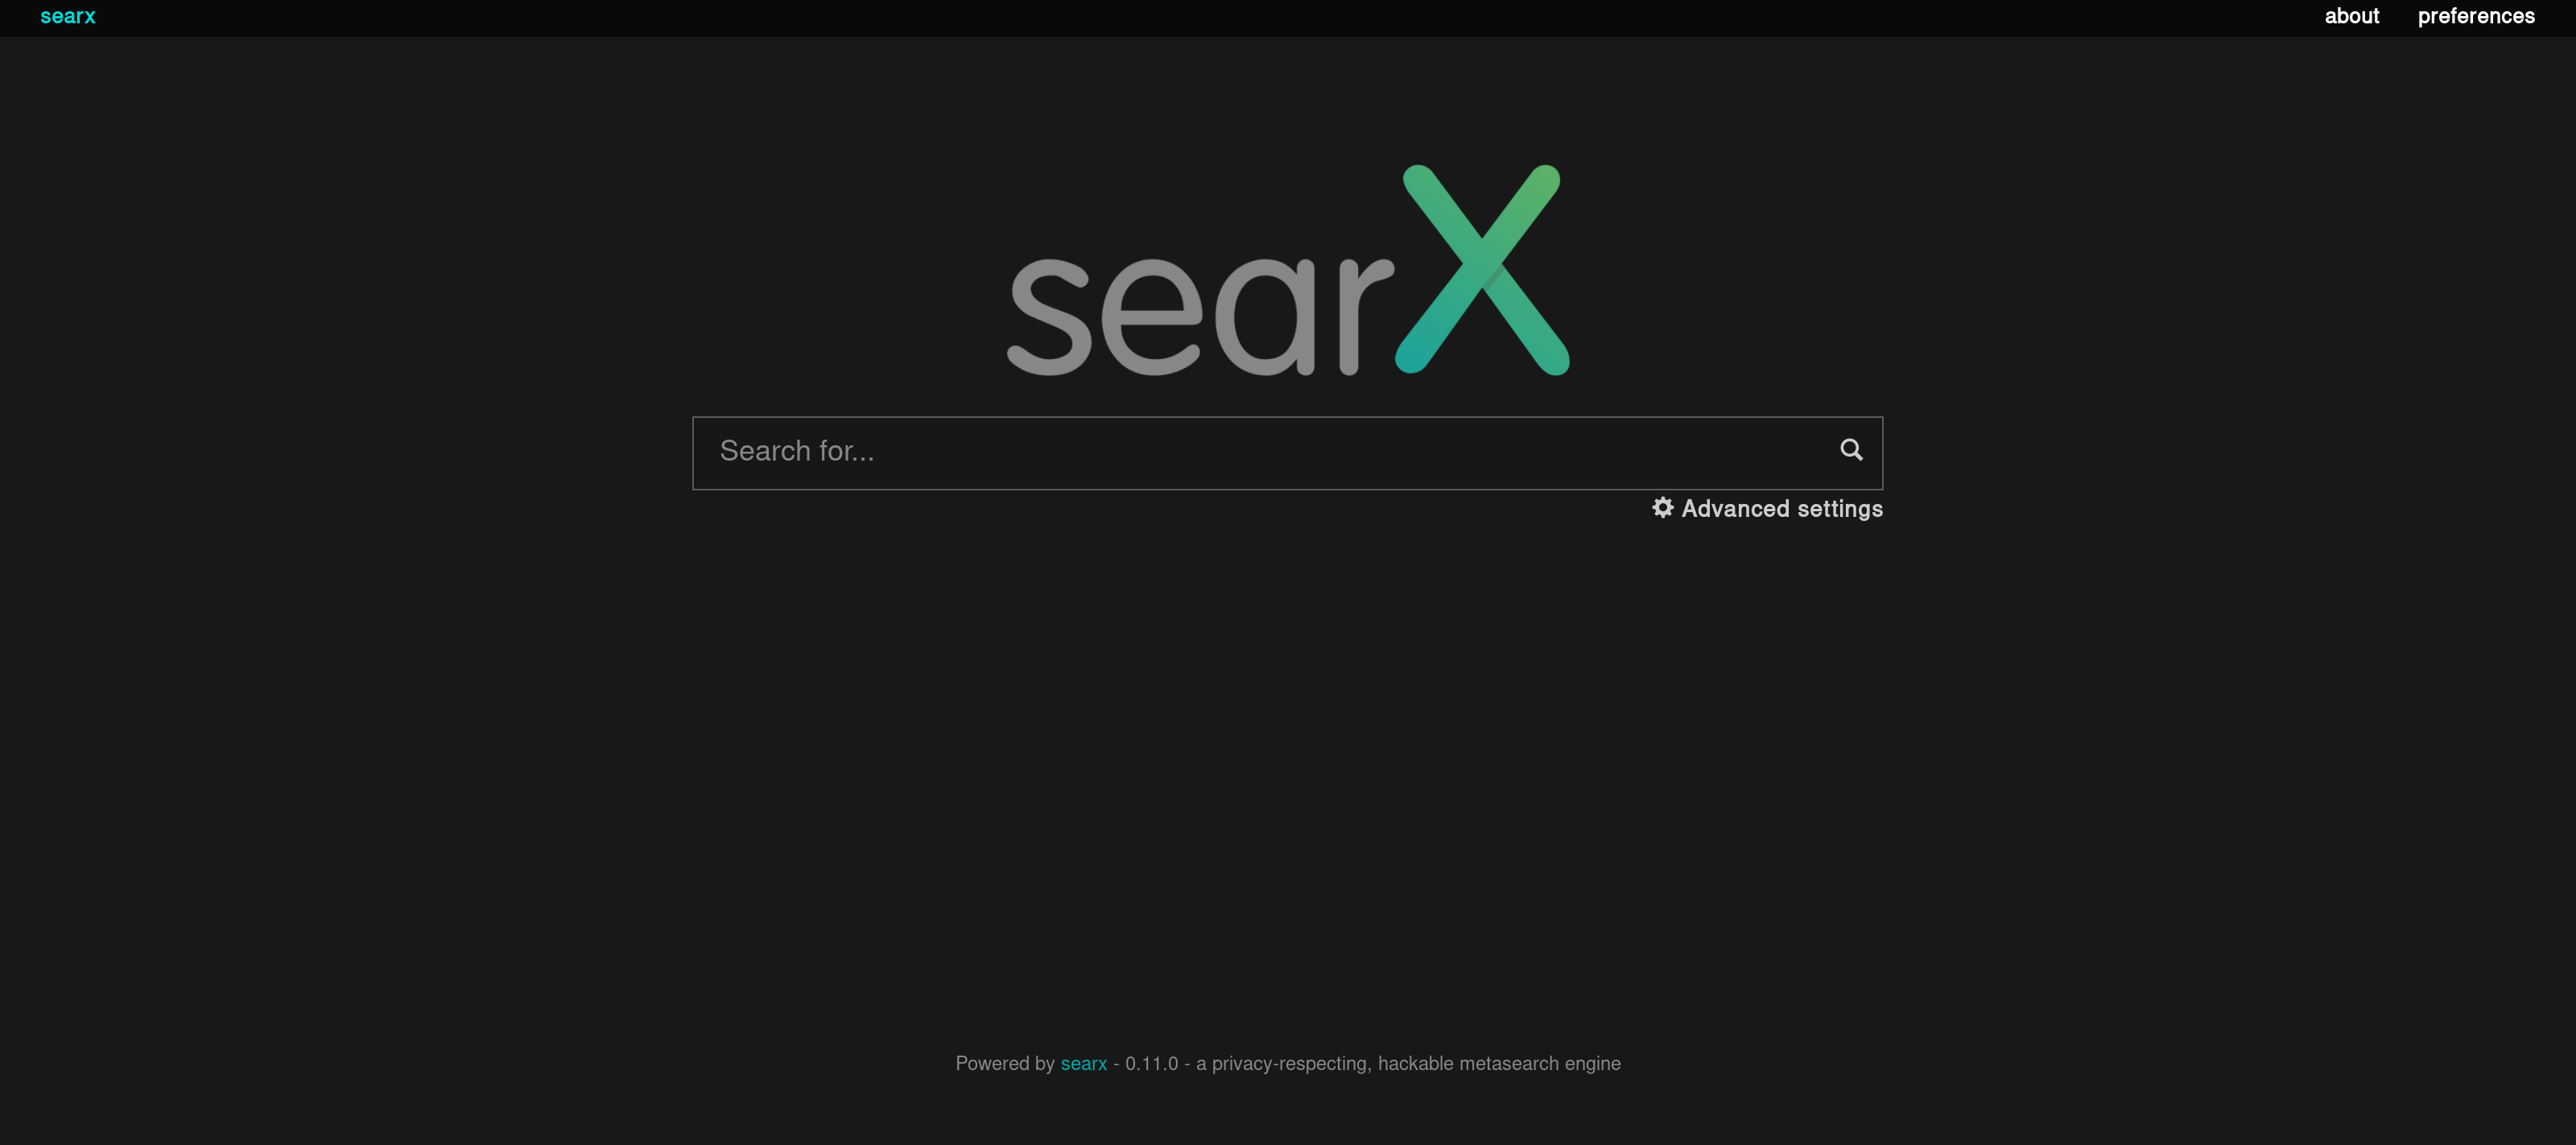 searx about preferences
searX
Search for...
Advanced settings
Powered by searx - 0.11.0 - a privacy-respecting, hackable metasearch engine